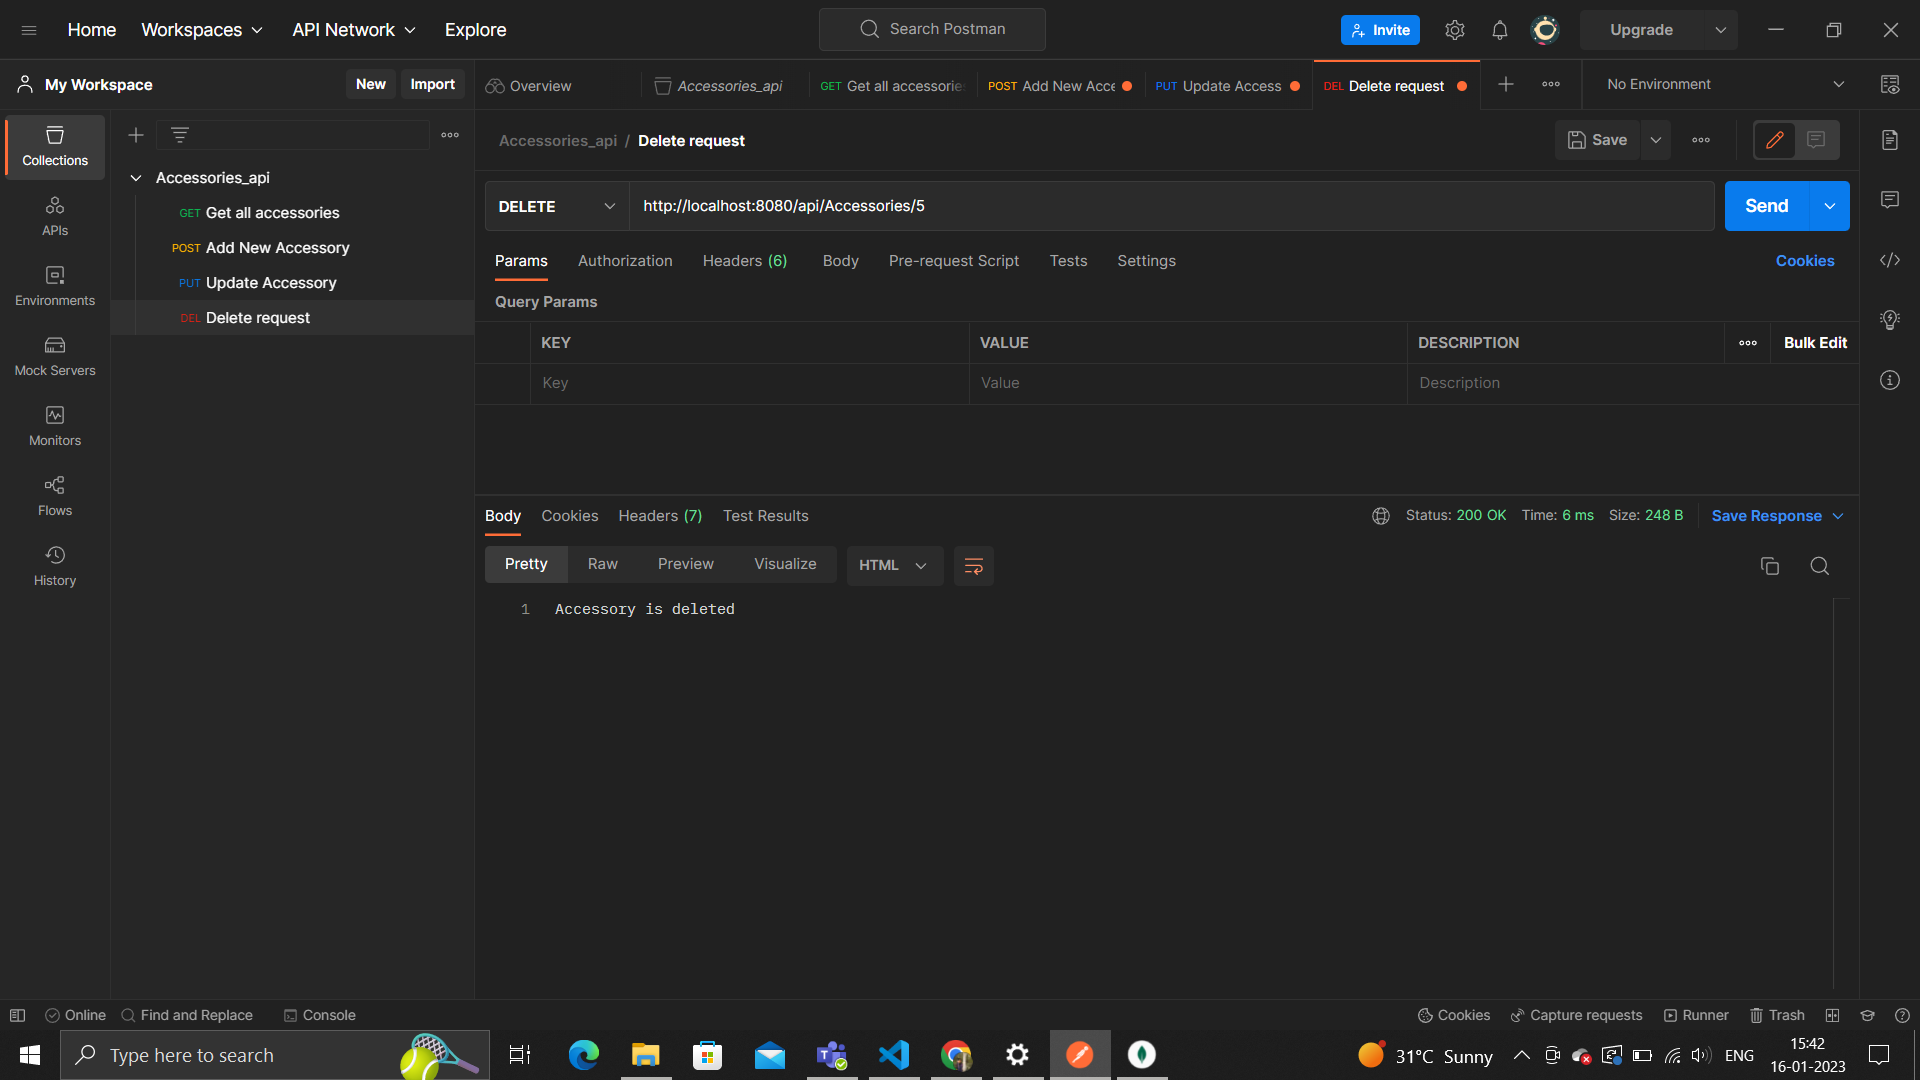 Home Workspaces API Network Explore Search Postman Invite Upgrade
My Workspace New Import Overview Accessories_api GET Get all accessorie POST Add New Acce PUT Update Access DEL Delete request No Environment
Accessories_api / Delete request Save
Collections
APIs
Environments
Mock Servers
Monitors
Flows
History
Accessories_api
GET Get all accessories
POST Add New Accessory
PUT Update Accessory
DEL Delete request
DELETE http://localhost:8080/api/Accessories/5 Send
Params Authorization Headers (6) Body Pre-request Script Tests Settings Cookies
Query Params
KEY VALUE DESCRIPTION Bulk Edit
Key Value Description
Body Cookies Headers (7) Test Results Status: 200 OK Time: 6 ms Size: 248 B Save Response
Pretty Raw Preview Visualize HTML
1 Accessory is deleted
Online Find and Replace Console Cookies Capture requests Runner Trash
Type here to search 31°C Sunny ENG 15:42
16-01-2023